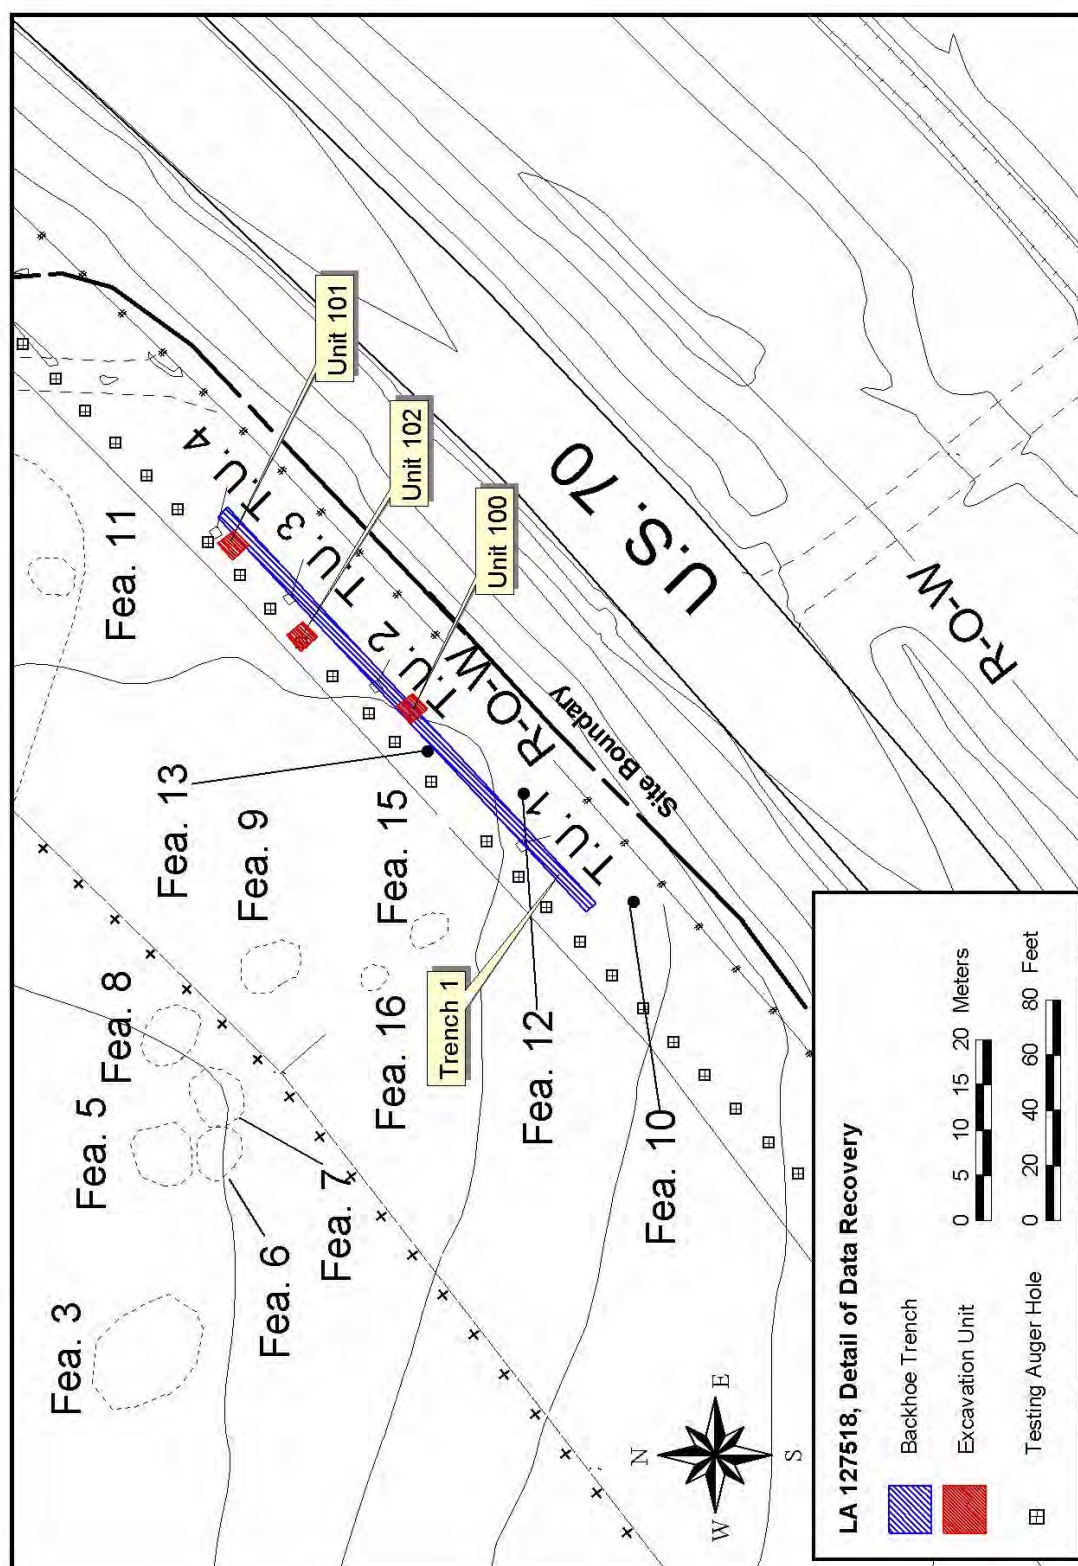 Fea. 3
Fea. 5
Fea. 8
Fea. 6
Fea. 7
Fea. 9
Fea. 13
Fea. 11
Fea. 16
Fea. 15
Fea. 12
Fea. 10
Trench 1
T.U. 1
T.U. 2
T.U. 3
T.U. 4
Unit 100
Unit 102
Unit 101
R-O-W
Site Boundary
U.S. 70
R-O-W
N
E
S
W
LA 127518, Detail of Data Recovery
Backhoe Trench
Excavation Unit
Testing Auger Hole
0 5 10 15 20 Meters
0 20 40 60 80 Feet